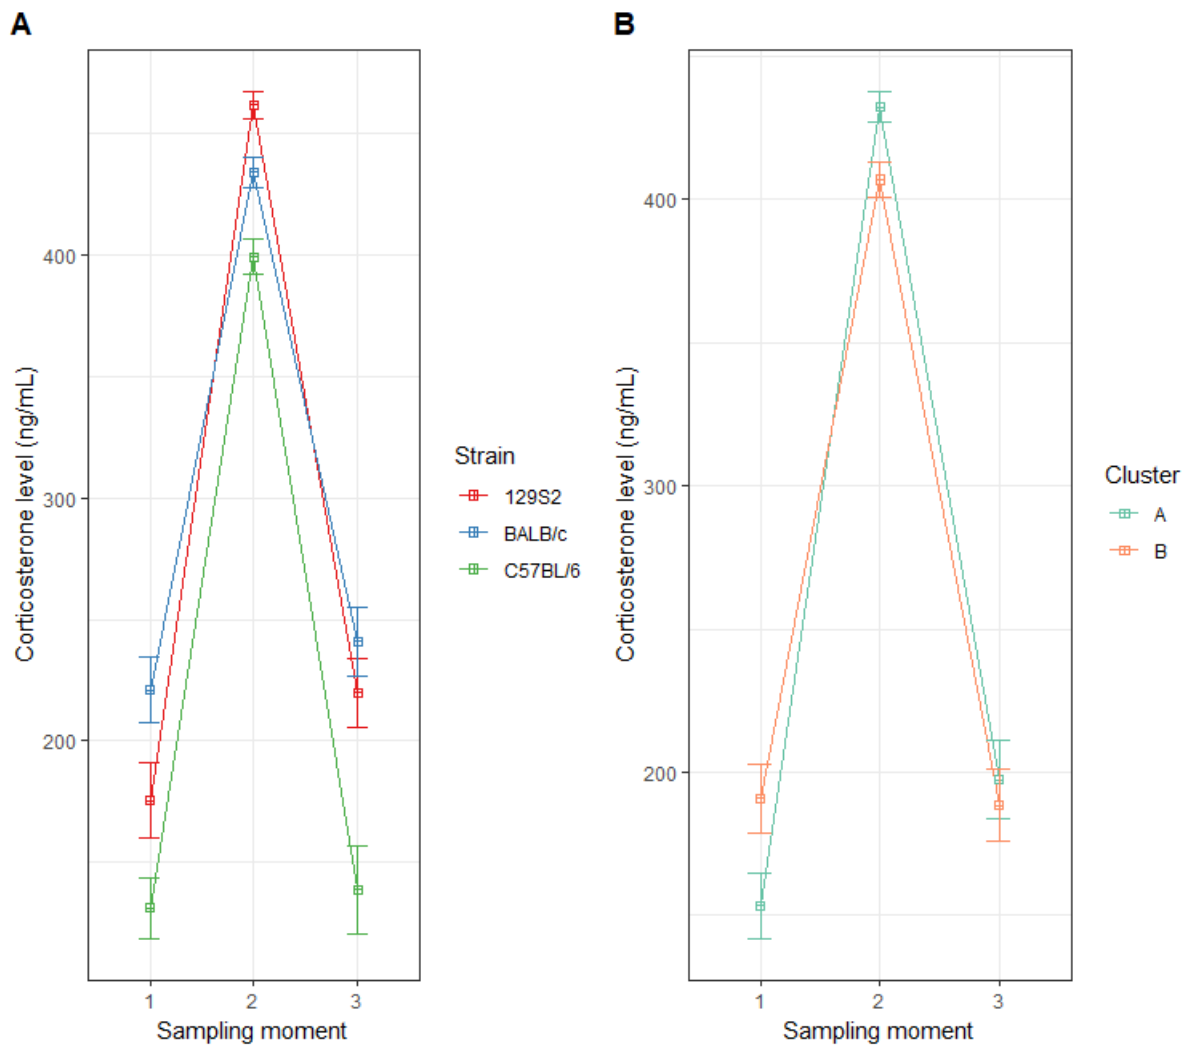 A
Corticosterone level (ng/mL)
400
300
200
1
2
3
Sampling moment
Strain
129S2
BALB/c
C57BL/6
B
Corticosterone level (ng/mL)
400
300
200
1
2
3
Sampling moment
Cluster
A
B